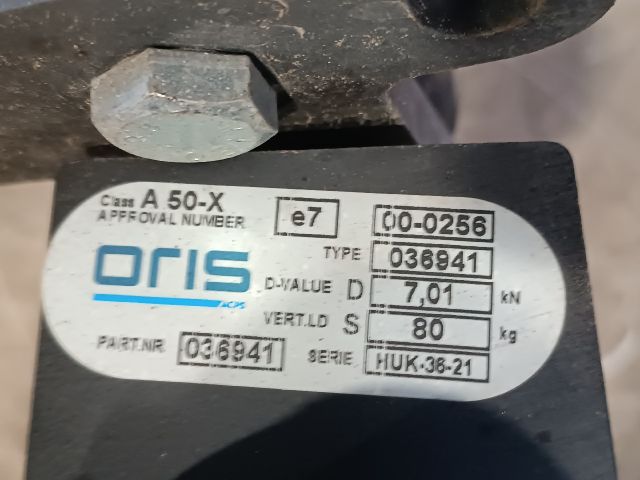 Class A 50-X
APPROVAL NUMBER e7 00-0256
TYPE 036941
ORIS
ACPS
D-VALUE D 7,01 kN
VERT.LD S 80 kg
PART.NR 036941 SERIE HUK-36-21